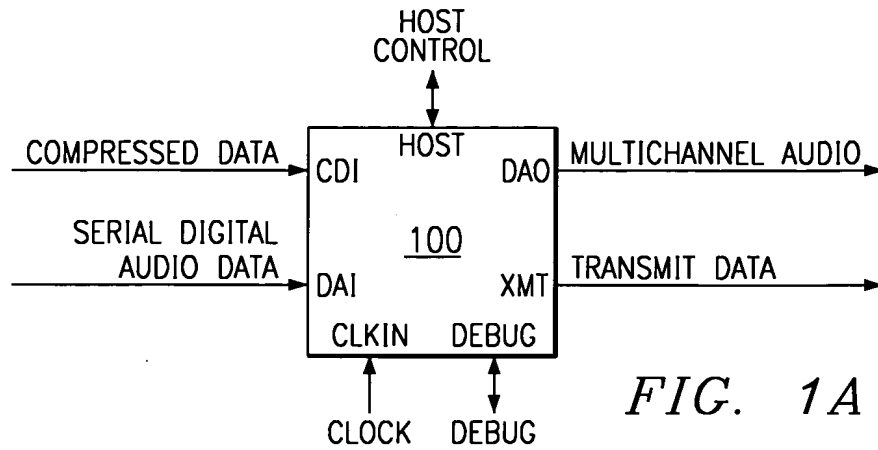 HOST
CONTROL
COMPRESSED DATA
HOST
MULTICHANNEL AUDIO
CDI
DAO
SERIAL DIGITAL
AUDIO DATA
100
TRANSMIT DATA
DAI
XMT
CLKIN
DEBUG
CLOCK
DEBUG
FIG. 1A